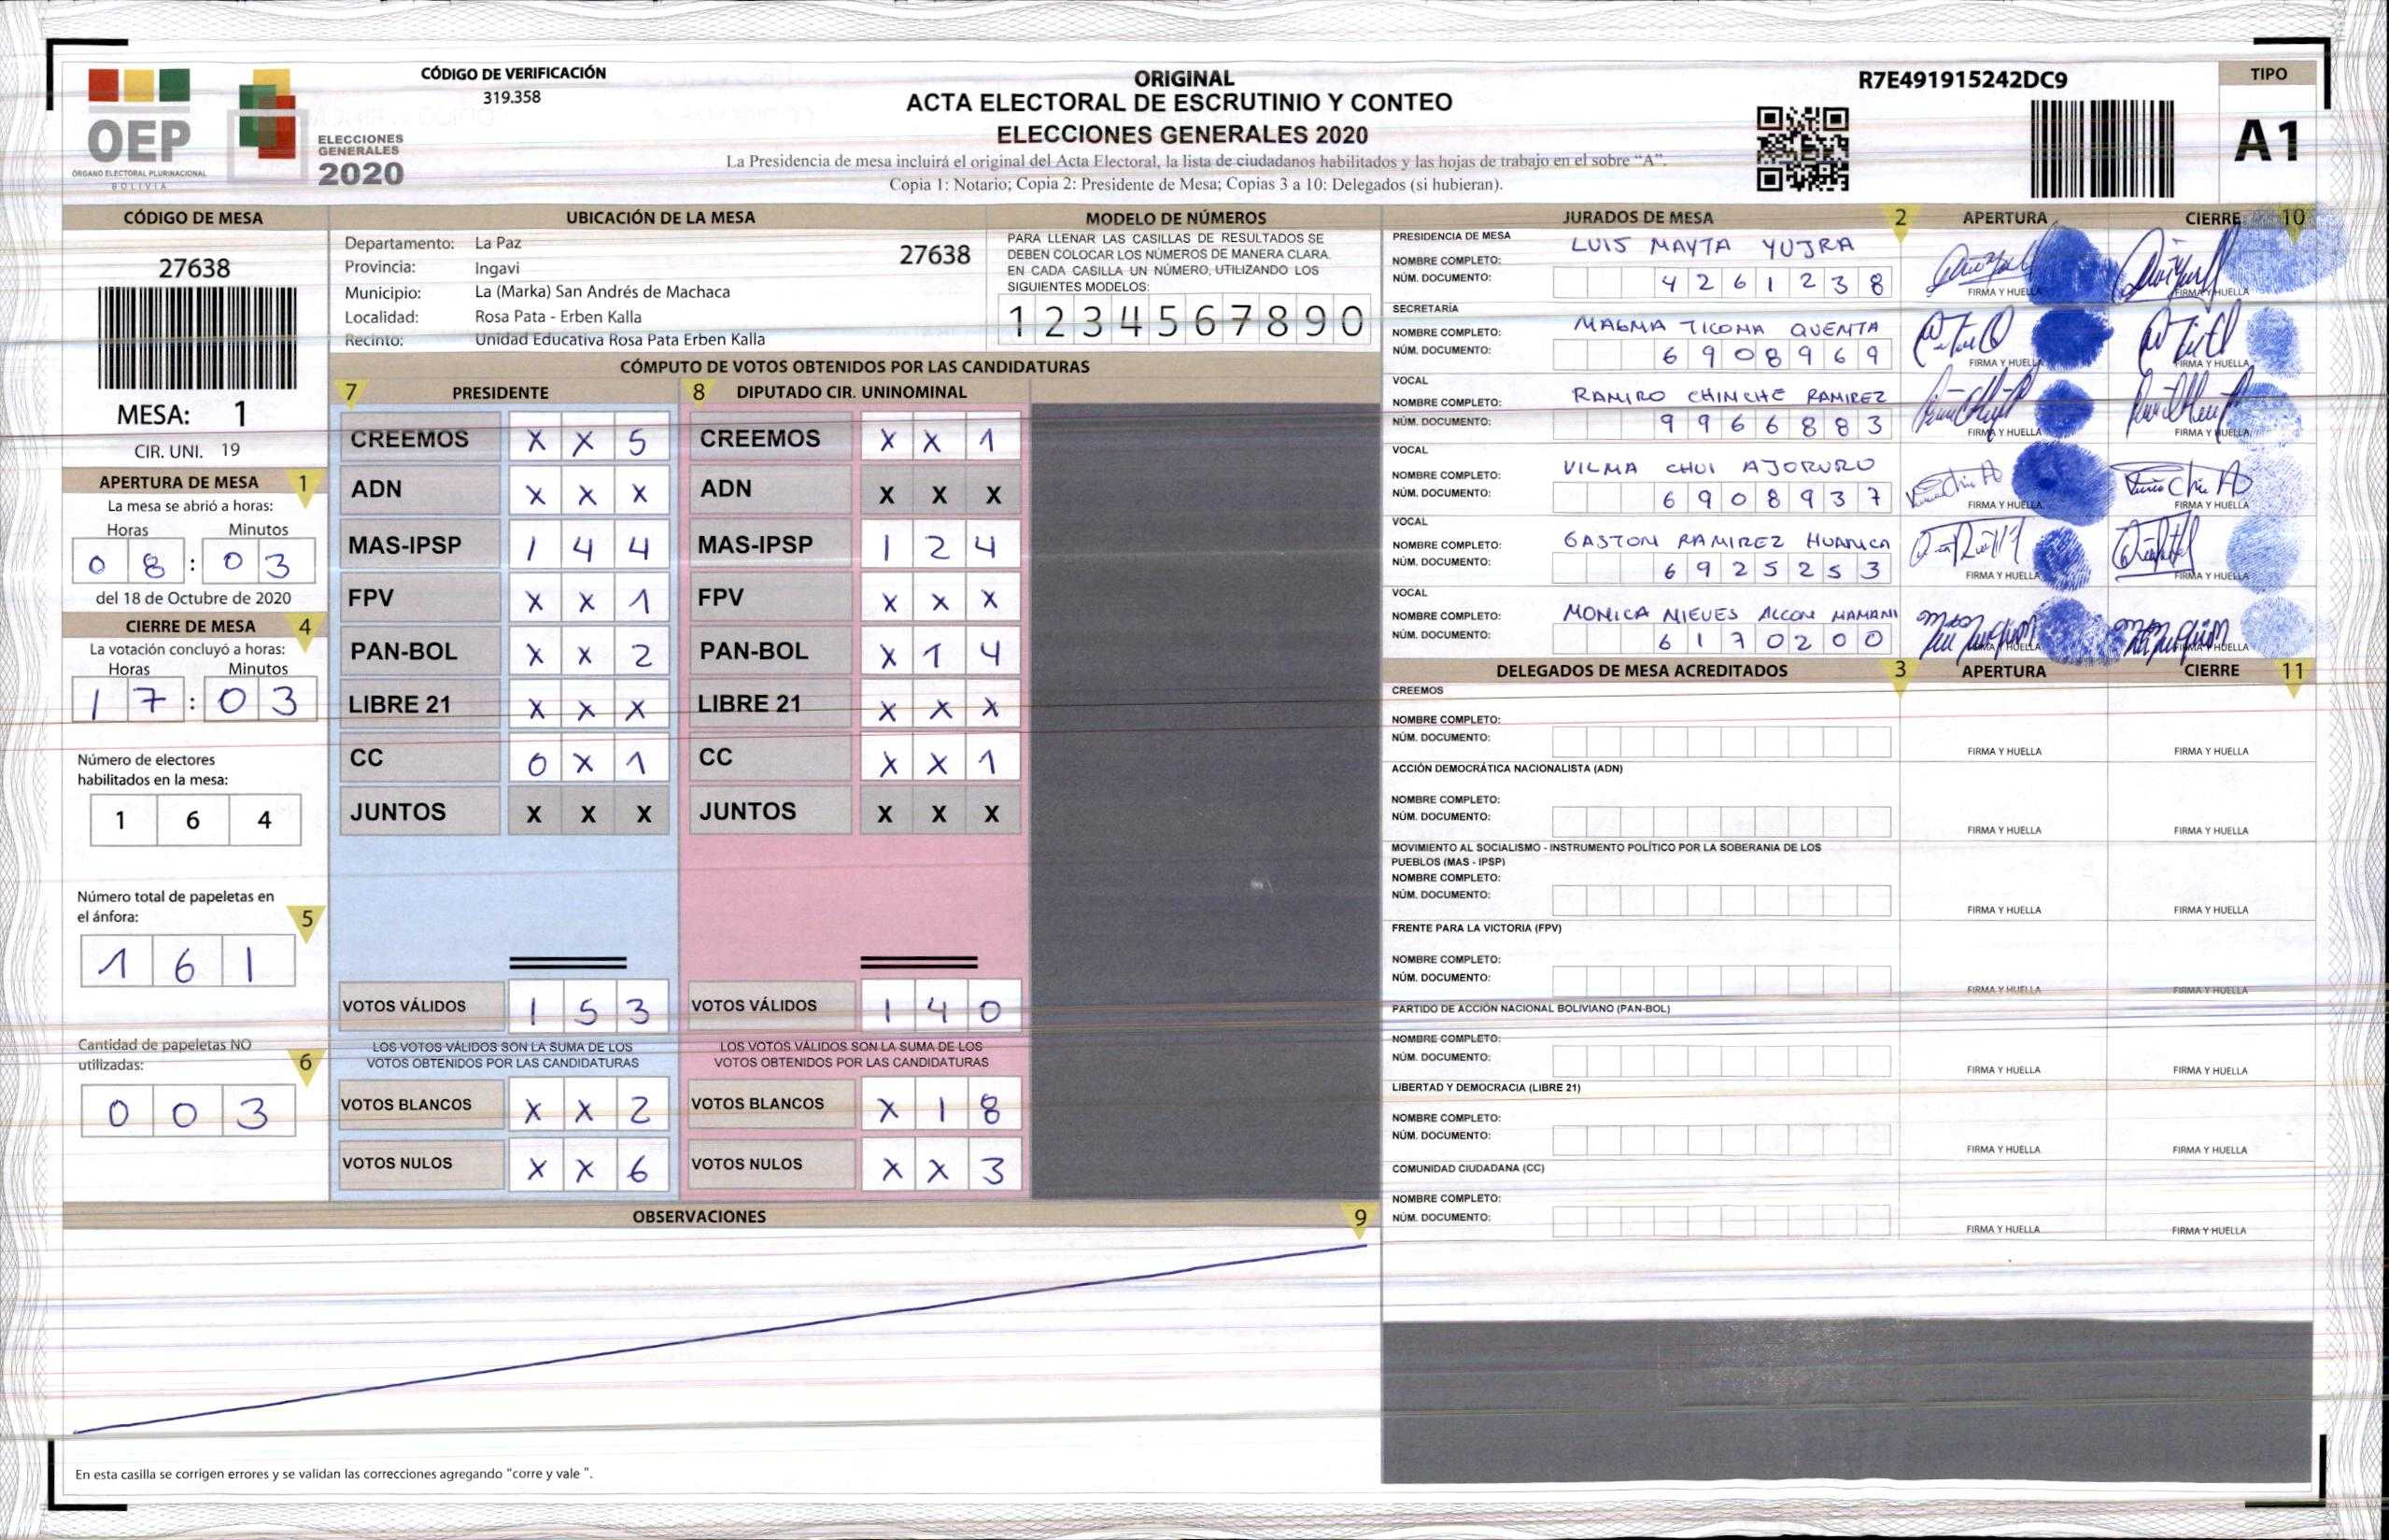 OEP
ÓRGANO ELECTORAL PLURINACIONAL
BOLIVIA
ELECCIONES
GENERALES
2020
CÓDIGO DE VERIFICACIÓN
319.358
ORIGINAL
ACTA ELECTORAL DE ESCRUTINIO Y CONTEO
ELECCIONES GENERALES 2020
La Presidencia de mesa incluirá el original del Acta Electoral, la lista de ciudadanos habilitados y las hojas de trabajo en el sobre “A”.
Copia 1: Notario; Copia 2: Presidente de Mesa; Copias 3 a 10: Delegados (si hubieran).
R7E491915242DC9
TIPO
A1
CÓDIGO DE MESA
27638
MESA: 1
CIR. UNI. 19
APERTURA DE MESA 1
La mesa se abrió a horas:
Horas Minutos
0 8 : 0 3
del 18 de Octubre de 2020
CIERRE DE MESA 4
La votación concluyó a horas:
Horas Minutos
1 7 : 0 3
Número de electores
habilitados en la mesa:
1 6 4
Número total de papeletas en
el ánfora: 5
1 6 1
Cantidad de papeletas NO
utilizadas: 6
0 0 3
UBICACIÓN DE LA MESA
Departamento: La Paz 27638
Provincia: Ingavi
Municipio: La (Marka) San Andrés de Machaca
Localidad: Rosa Pata - Erben Kalla
Recinto: Unidad Educativa Rosa Pata Erben Kalla
MODELO DE NÚMEROS
PARA LLENAR LAS CASILLAS DE RESULTADOS SE
DEBEN COLOCAR LOS NÚMEROS DE MANERA CLARA.
EN CADA CASILLA UN NÚMERO, UTILIZANDO LOS
SIGUIENTES MODELOS:
1 2 3 4 5 6 7 8 9 0
CÓMPUTO DE VOTOS OBTENIDOS POR LAS CANDIDATURAS
7 PRESIDENTE 8 DIPUTADO CIR. UNINOMINAL
CREEMOS X X 5 CREEMOS X X 1
ADN X X X ADN X X X
MAS-IPSP 1 4 4 MAS-IPSP 1 2 4
FPV X X 1 FPV X X X
PAN-BOL X X 2 PAN-BOL X 1 4
LIBRE 21 X X X LIBRE 21 X X X
CC 0 X 1 CC X X 1
JUNTOS X X X JUNTOS X X X
VOTOS VÁLIDOS 1 5 3 VOTOS VÁLIDOS 1 4 0
LOS VOTOS VÁLIDOS SON LA SUMA DE LOS LOS VOTOS VÁLIDOS SON LA SUMA DE LOS
VOTOS OBTENIDOS POR LAS CANDIDATURAS VOTOS OBTENIDOS POR LAS CANDIDATURAS
VOTOS BLANCOS X X 2 VOTOS BLANCOS X 1 8
VOTOS NULOS X X 6 VOTOS NULOS X X 3
OBSERVACIONES 9
En esta casilla se corrigen errores y se validan las correcciones agregando "corre y vale ".
JURADOS DE MESA 2 APERTURA CIERRE 10
PRESIDENCIA DE MESA
NOMBRE COMPLETO: LUIS MAYTA YUJRA
NÚM. DOCUMENTO: 4 2 6 1 2 3 8 FIRMA Y HUELLA FIRMA Y HUELLA
SECRETARÍA
NOMBRE COMPLETO: MAGMA TICONA QUENTA
NÚM. DOCUMENTO: 6 9 0 8 9 6 9 FIRMA Y HUELLA FIRMA Y HUELLA
VOCAL
NOMBRE COMPLETO: RAMIRO CHINCHE RAMIREZ
NÚM. DOCUMENTO: 9 9 6 6 8 8 3 FIRMA Y HUELLA FIRMA Y HUELLA
VOCAL
NOMBRE COMPLETO: VILMA CHUI AJORURO
NÚM. DOCUMENTO: 6 9 0 8 9 3 7 FIRMA Y HUELLA FIRMA Y HUELLA
VOCAL
NOMBRE COMPLETO: GASTON RAMIREZ HUANCA
NÚM. DOCUMENTO: 6 9 2 5 2 5 3 FIRMA Y HUELLA FIRMA Y HUELLA
VOCAL
NOMBRE COMPLETO: MONICA NIEVES ALCON MAMANI
NÚM. DOCUMENTO: 6 1 7 0 2 0 0 FIRMA Y HUELLA FIRMA Y HUELLA
DELEGADOS DE MESA ACREDITADOS 3 APERTURA CIERRE 11
CREEMOS
NOMBRE COMPLETO:
NÚM. DOCUMENTO: FIRMA Y HUELLA FIRMA Y HUELLA
ACCIÓN DEMOCRÁTICA NACIONALISTA (ADN)
NOMBRE COMPLETO:
NÚM. DOCUMENTO: FIRMA Y HUELLA FIRMA Y HUELLA
MOVIMIENTO AL SOCIALISMO - INSTRUMENTO POLÍTICO POR LA SOBERANIA DE LOS
PUEBLOS (MAS - IPSP)
NOMBRE COMPLETO:
NÚM. DOCUMENTO: FIRMA Y HUELLA FIRMA Y HUELLA
FRENTE PARA LA VICTORIA (FPV)
NOMBRE COMPLETO:
NÚM. DOCUMENTO: FIRMA Y HUELLA FIRMA Y HUELLA
PARTIDO DE ACCIÓN NACIONAL BOLIVIANO (PAN-BOL)
NOMBRE COMPLETO:
NÚM. DOCUMENTO: FIRMA Y HUELLA FIRMA Y HUELLA
LIBERTAD Y DEMOCRACIA (LIBRE 21)
NOMBRE COMPLETO:
NÚM. DOCUMENTO: FIRMA Y HUELLA FIRMA Y HUELLA
COMUNIDAD CIUDADANA (CC)
NOMBRE COMPLETO:
NÚM. DOCUMENTO: FIRMA Y HUELLA FIRMA Y HUELLA